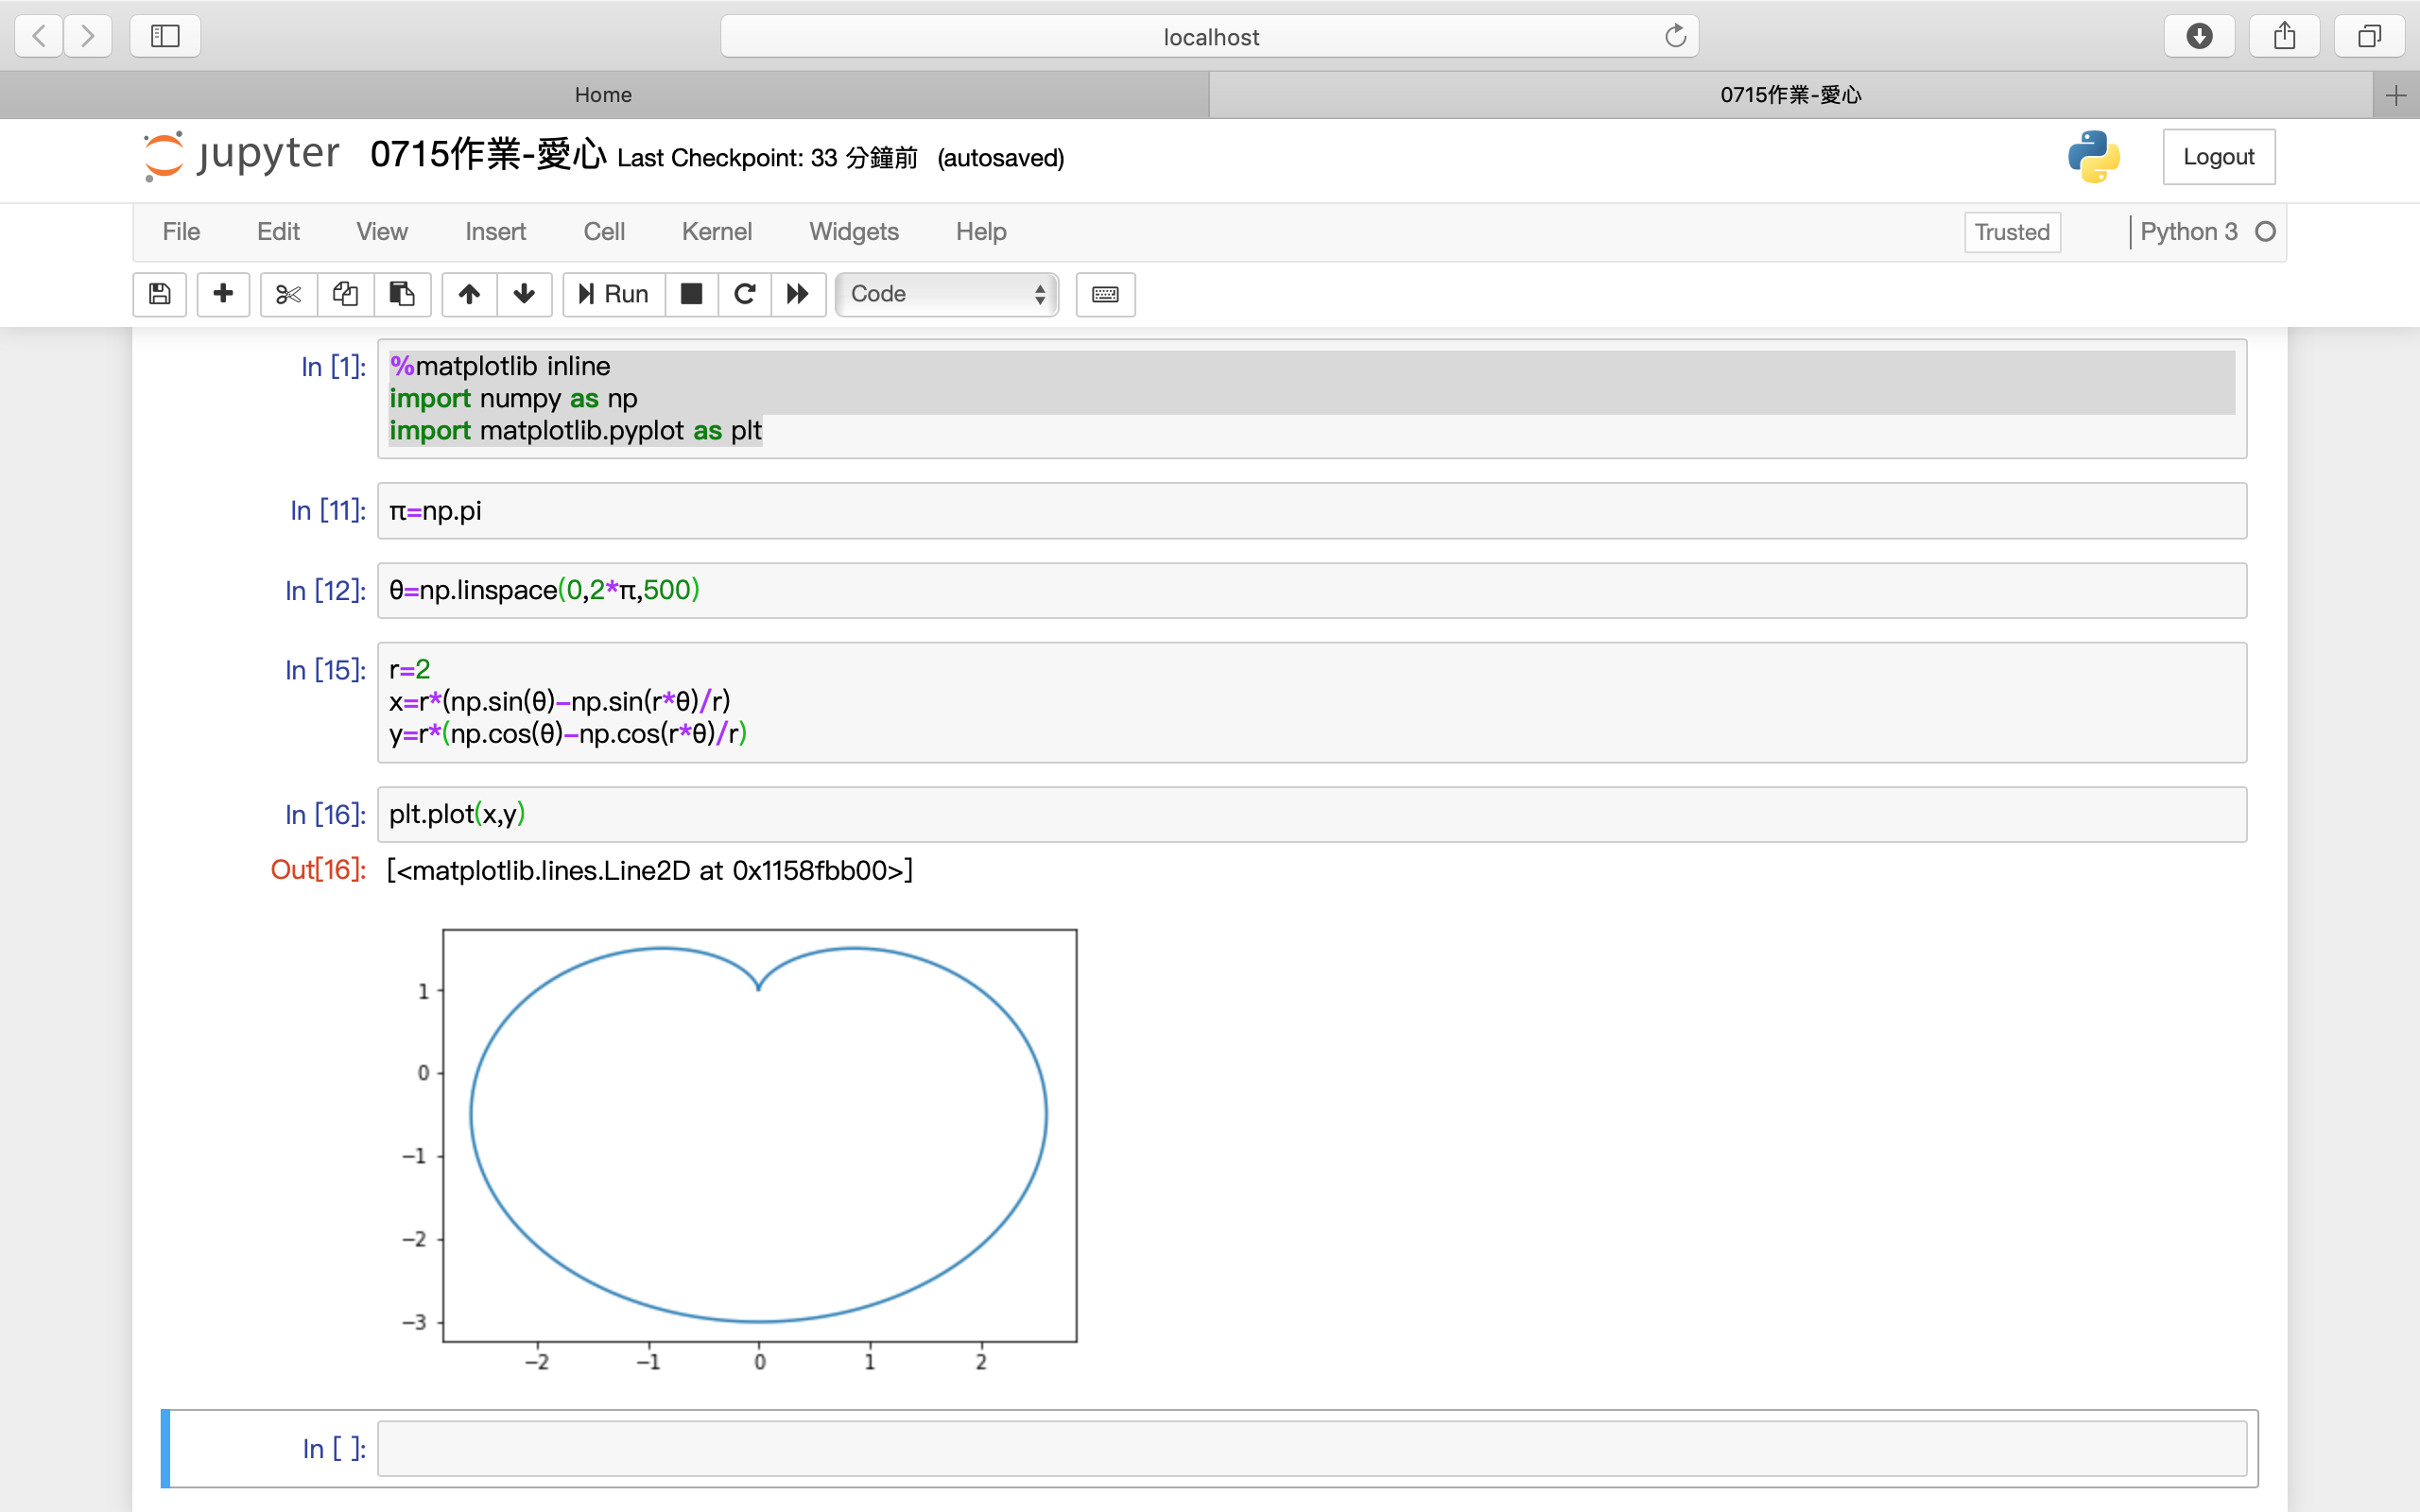 localhost
Home
0715作業-愛心
jupyter 0715作業-愛心 Last Checkpoint: 33 分鐘前 (autosaved)
Logout
File Edit View Insert Cell Kernel Widgets Help
Trusted
Python 3
Run
Code
In [1]:
%matplotlib inline
import numpy as np
import matplotlib.pyplot as plt
In [11]:
π=np.pi
In [12]:
θ=np.linspace(0,2*π,500)
In [15]:
r=2
x=r*(np.sin(θ)-np.sin(r*θ)/r)
y=r*(np.cos(θ)-np.cos(r*θ)/r)
In [16]:
plt.plot(x,y)
Out[16]:
[<matplotlib.lines.Line2D at 0x1158fbb00>]
1
0
−1
−2
−3
−2 −1 0 1 2
In [ ]: